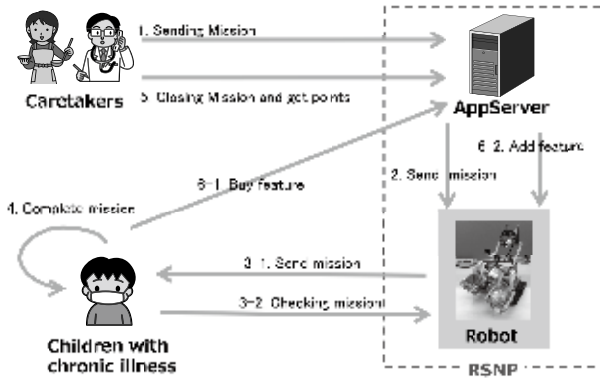 1. Sending Mission
Caretakers
5. Closing Mission and get points
AppServer
6-2. Add feature
2. Send mission
6-1. Buy feature
4. Complete mission
3-1. Send mission
3-2. Checking mission
Robot
Children with
chronic illness
RSNP